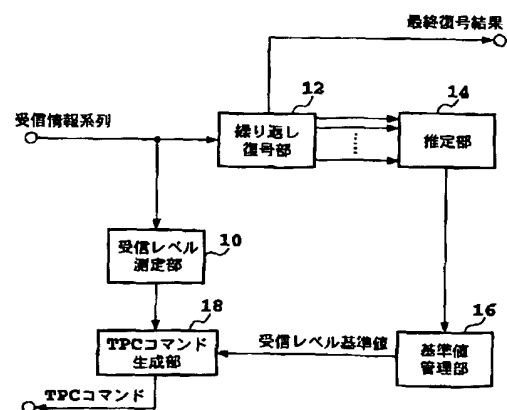 最終復号結果
12
14
受信情報系列
繰り返し
復号部
推定部
受信レベル
測定部
10
18
16
TPCコマンド
生成部
受信レベル基準値
基準値
管理部
TPCコマンド